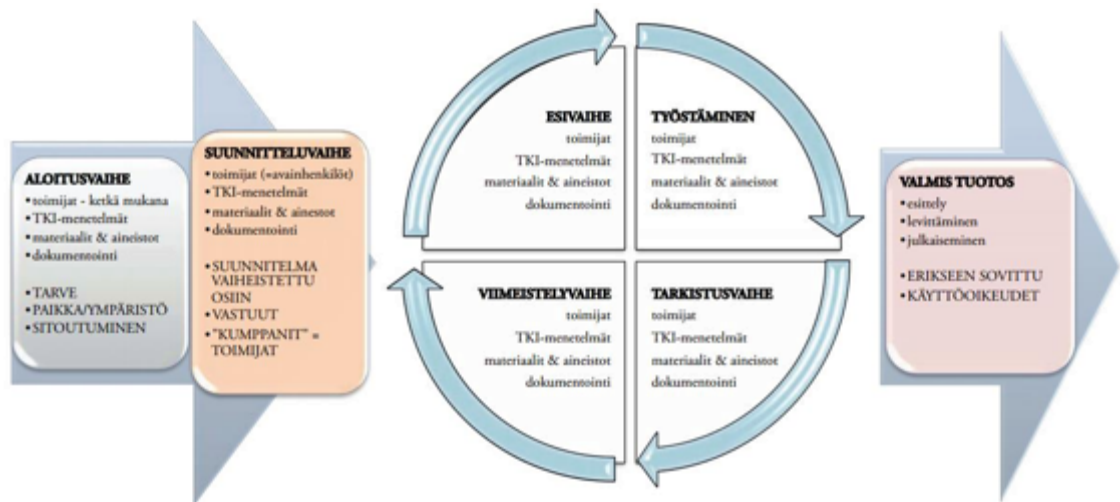 ALOITUSVAIHE
• toimijat - ketkä mukana
• TKI-menetelmät
• materiaalit & aineistot
• dokumentointi
• TARVE
• PAIKKA/YMPÄRISTÖ
• SITOUTUMINEN
SUUNNITTELUVAIHE
• toimijat (=avainhenkilöt)
• TKI-menetelmät
• materiaalit & ainestot
• dokumentointi
• SUUNNITELMA
VAIHEISTETTU
OSIIN
• VASTUUT
• "KUMPPANIT" =
TOIMIJAT
ESIVAIHE
toimijat
TKI-menetelmät
materiaalit & aineistot
dokumentointi
TYÖSTÄMINEN
toimijat
TKI-menetelmät
materiaalit & aineistot
dokumentointi
VIIMEISTELYVAIHE
toimijat
TKI-menetelmät
materiaalit & aineistot
dokumentointi
TARKISTUSVAIHE
toimijat
TKI-menetelmät
materiaalit & aineistot
dokumentointi
VALMIS TUOTOS
• esittely
• levittäminen
• julkaiseminen
• ERIKSEEN SOVITTU
• KÄYTTÖOIKEUDET